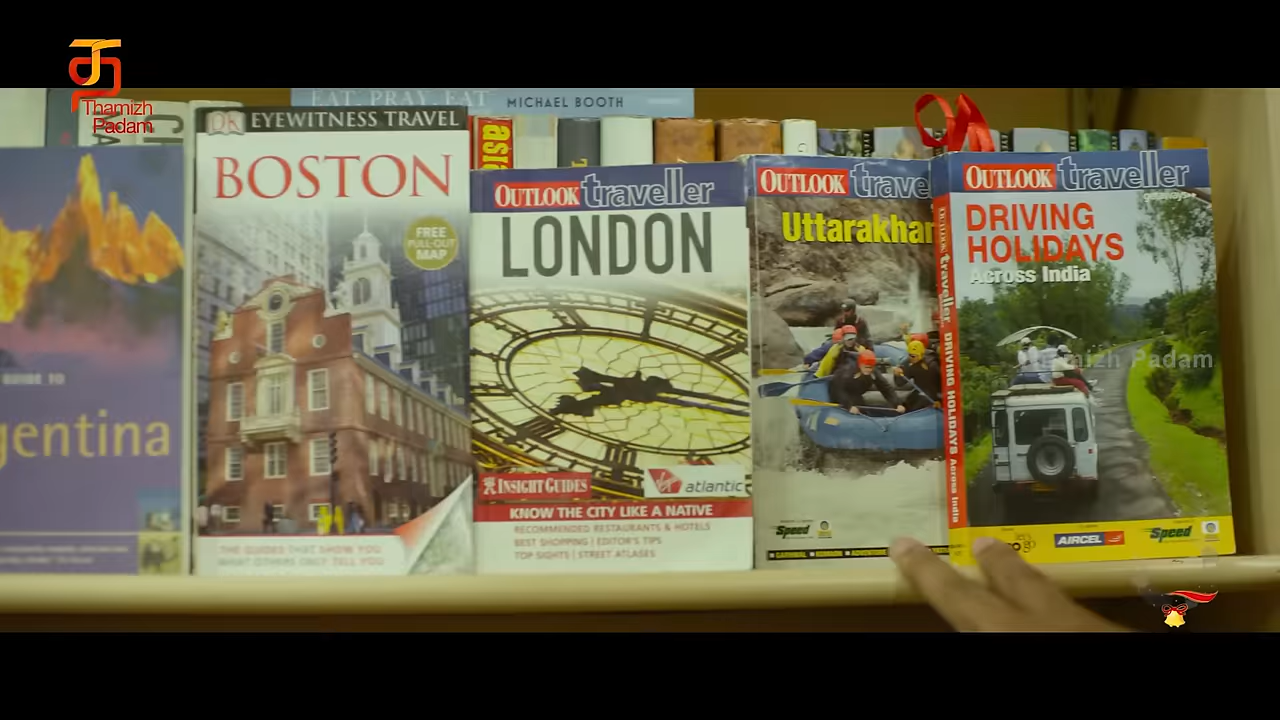 Thamizh
Padam
EAT, PRAY, EAT
MICHAEL BOOTH
GUIDE TO
gentina
DK EYEWITNESS TRAVEL
BOSTON
FREE
PULL-OUT
MAP
THE GUIDES THAT SHOW YOU
WHAT OTHERS ONLY TELL YOU
asia
OUTLOOK traveller
LONDON
INSIGHT GUIDES
virgin atlantic
KNOW THE CITY LIKE A NATIVE
RECOMMENDED RESTAURANTS & HOTELS
BEST SHOPPING | EDITOR'S TIPS
TOP SIGHTS | STREET ATLASES
OUTLOOK trave
Uttarakhan
Speed
OUTLOOK traveller DRIVING HOLIDAYS Across India
OUTLOOK traveller
getaways
DRIVING
HOLIDAYS
Across India
Thamizh Padam
AIRCEL
Speed